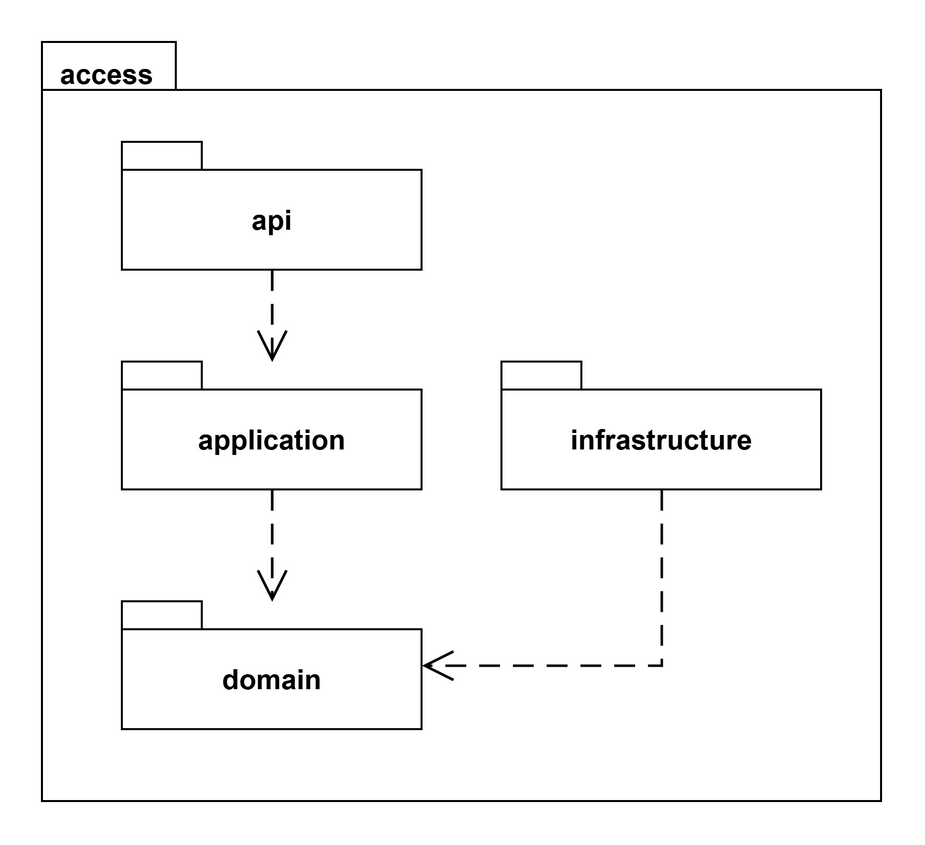 access
api
application
infrastructure
domain